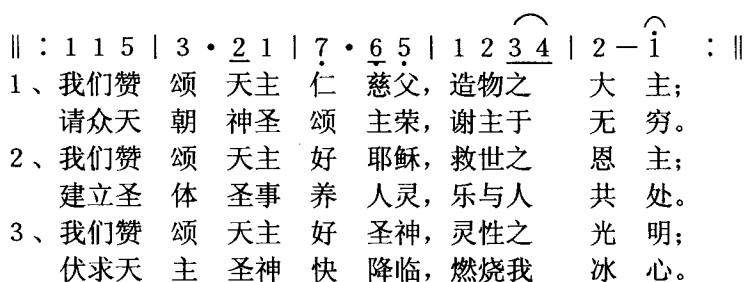 ‖: 1 1 5 | 3 · 2 1 | 7 · 6 5 | 1 2 3 4 | 2 — 1 :‖
1、我们赞 颂 天主 仁 慈父，造物之 大 主；
请众天 朝 神圣 颂 主荣，谢主于 无 穷。
2、我们赞 颂 天主 好 耶稣，救世之 恩 主；
建立圣 体 圣事 养 人灵，乐与人 共 处。
3、我们赞 颂 天主 好 圣神，灵性之 光 明；
伏求天 主 圣神 快 降临，燃烧我 冰 心。